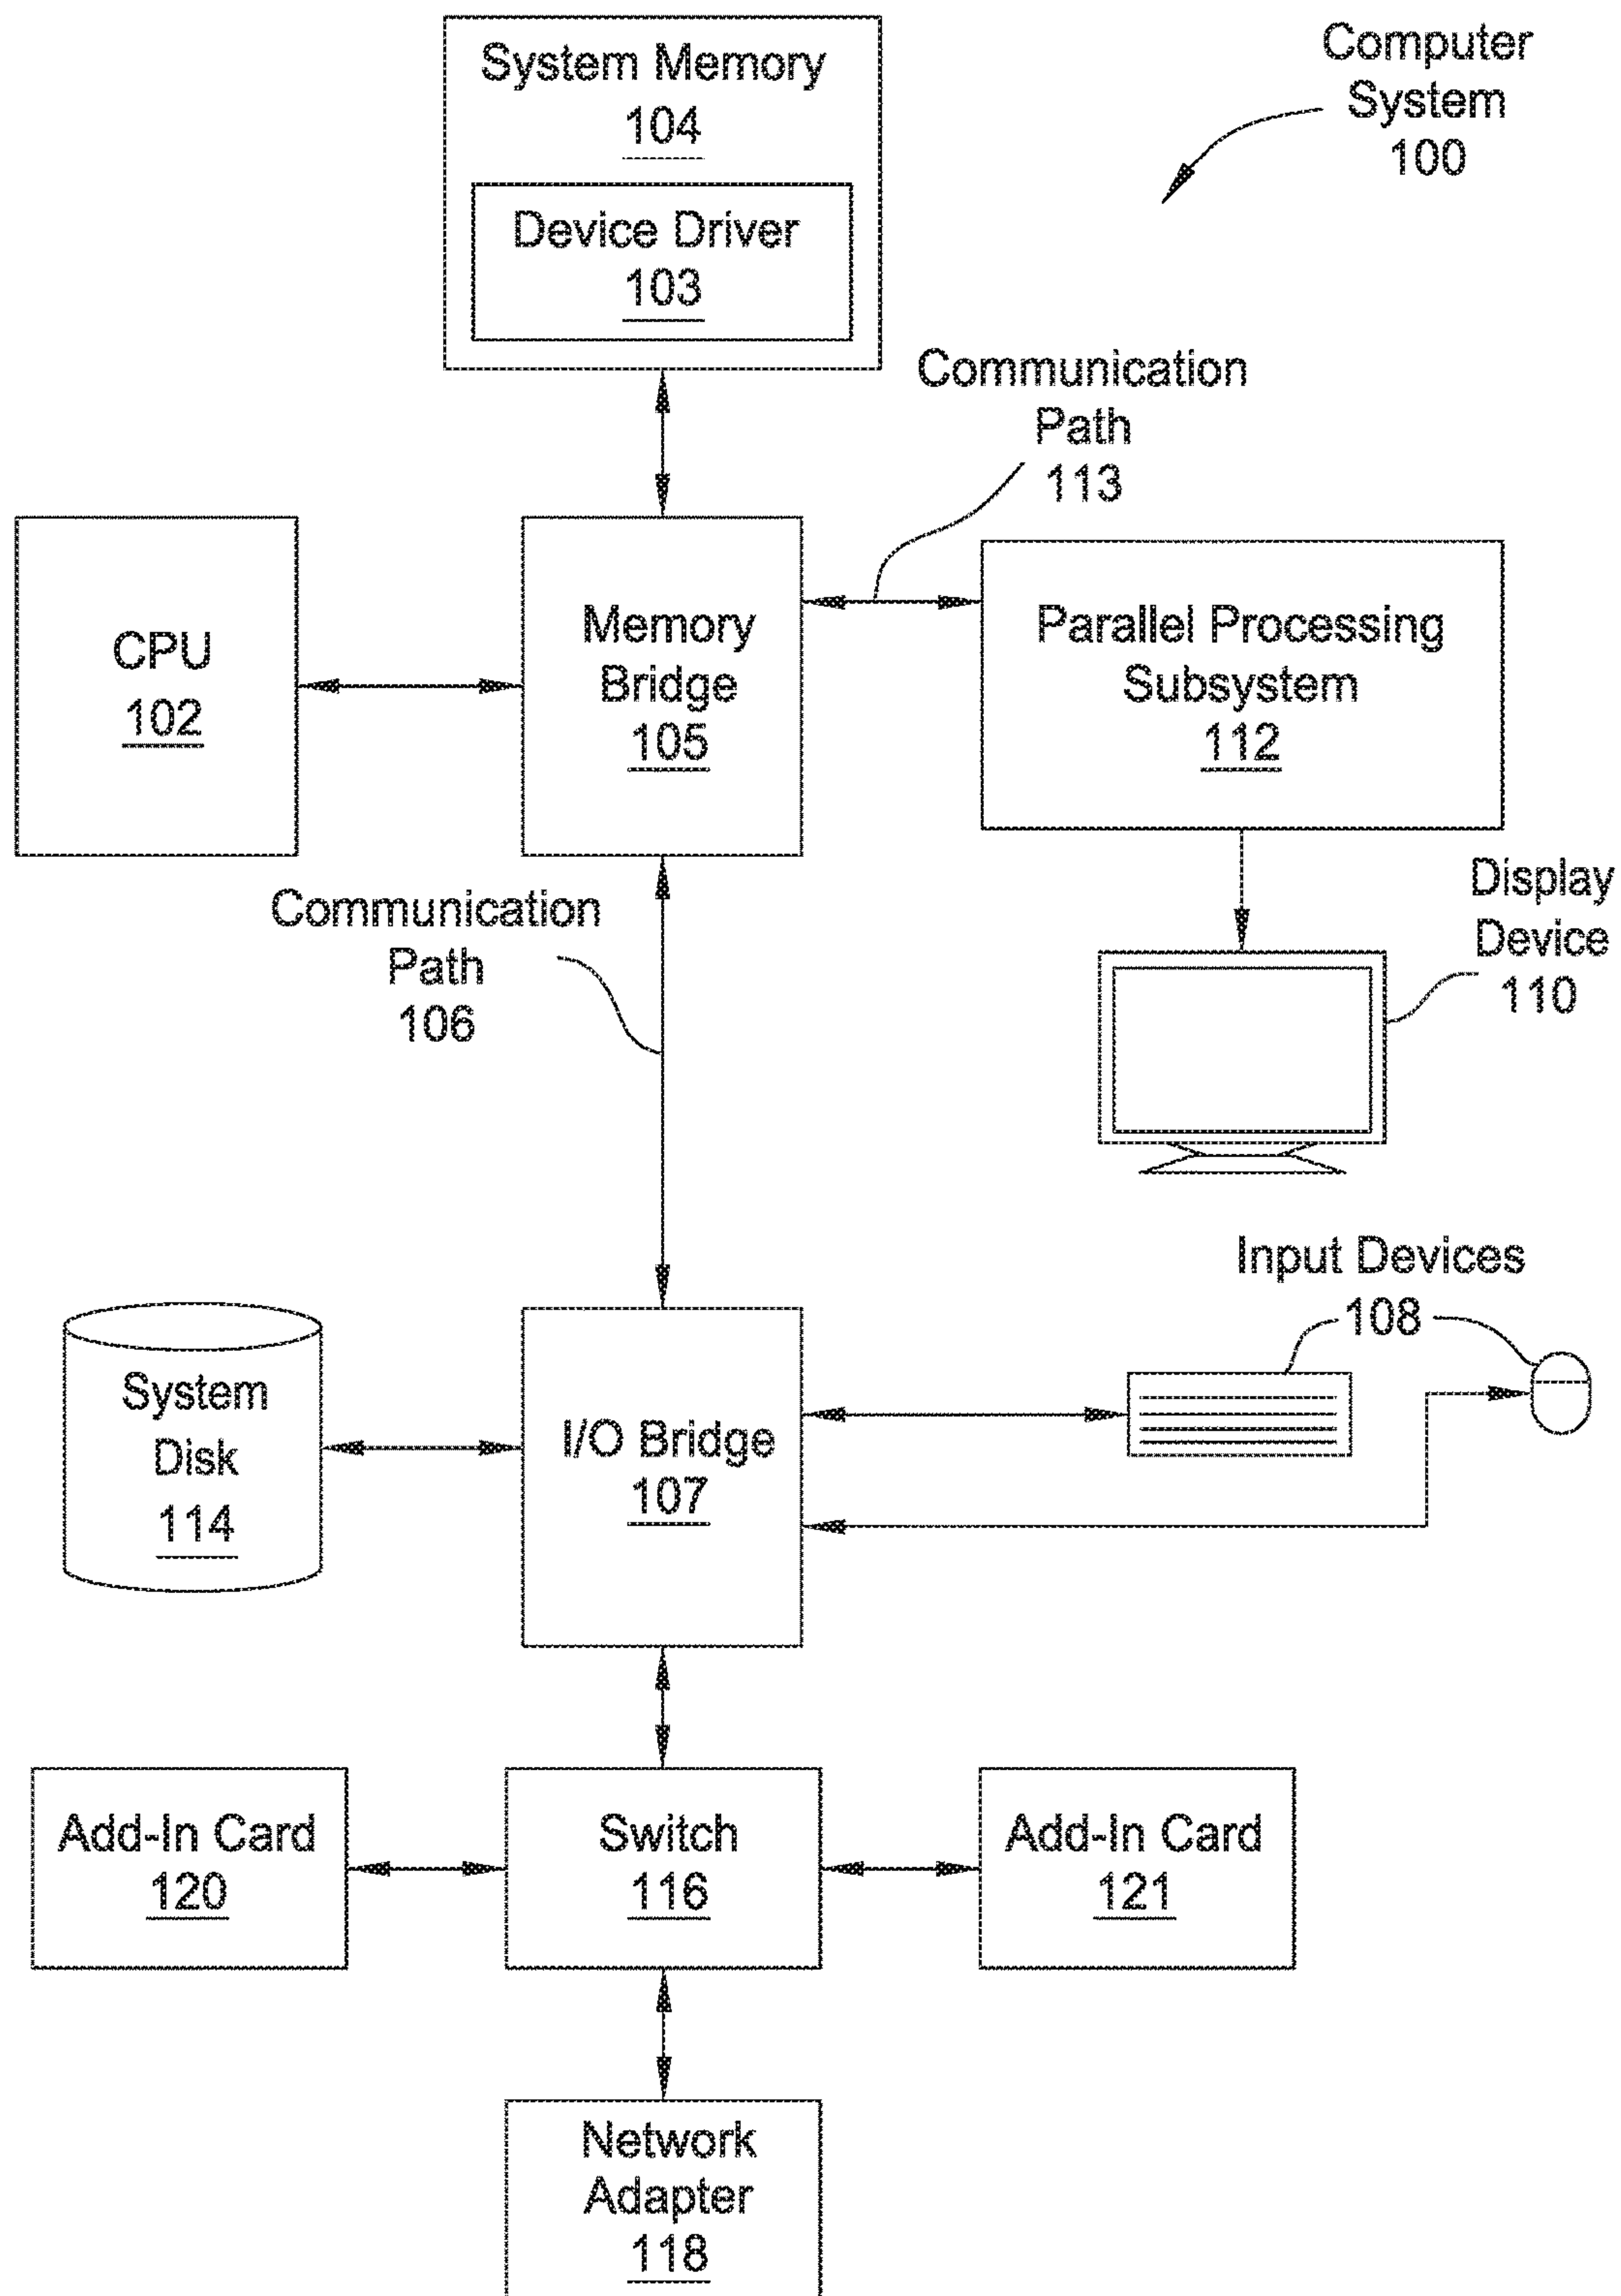 System Memory
104
Device Driver
103
Computer
System
100
Communication
Path
113
CPU
102
Memory
Bridge
105
Parallel Processing
Subsystem
112
Communication
Path
106
Display
Device
110
Input Devices
108
System
Disk
114
I/O Bridge
107
Add-In Card
120
Switch
116
Add-In Card
121
Network
Adapter
118